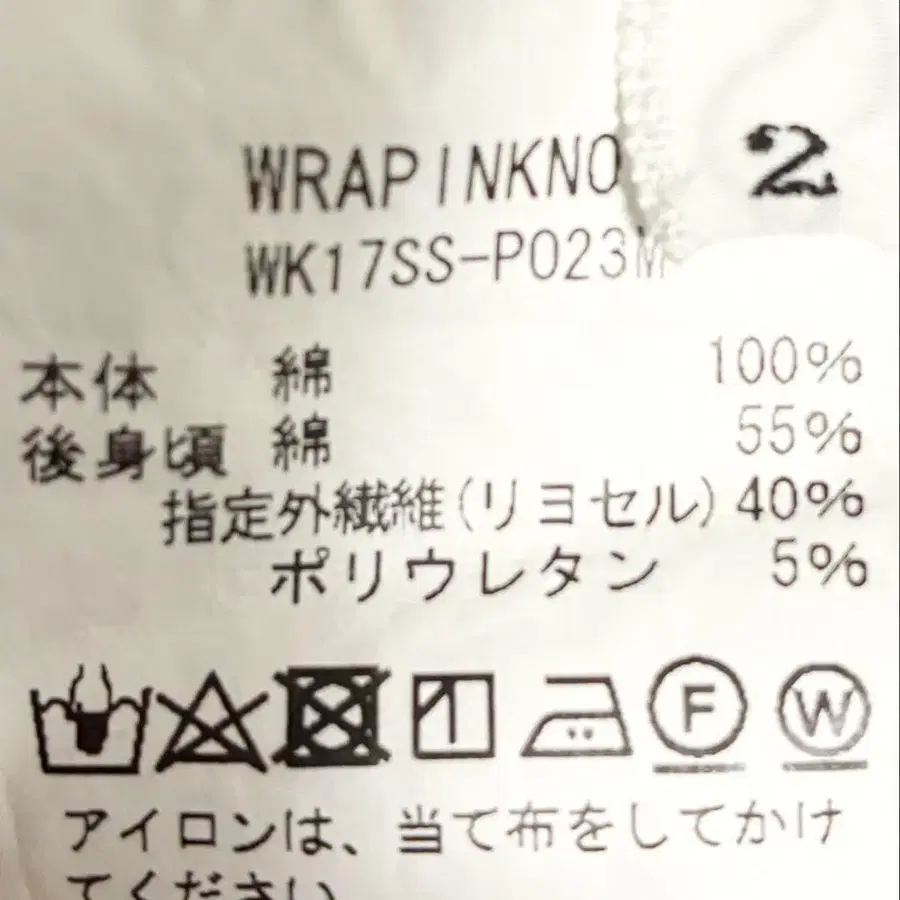 WRAPINKNO 2
WK17SS-P023M
本体 綿 100%
後身頃 綿 55%
指定外繊維(リヨセル) 40%
ポリウレタン 5%
F W
アイロンは、当て布をしてかけ
てください